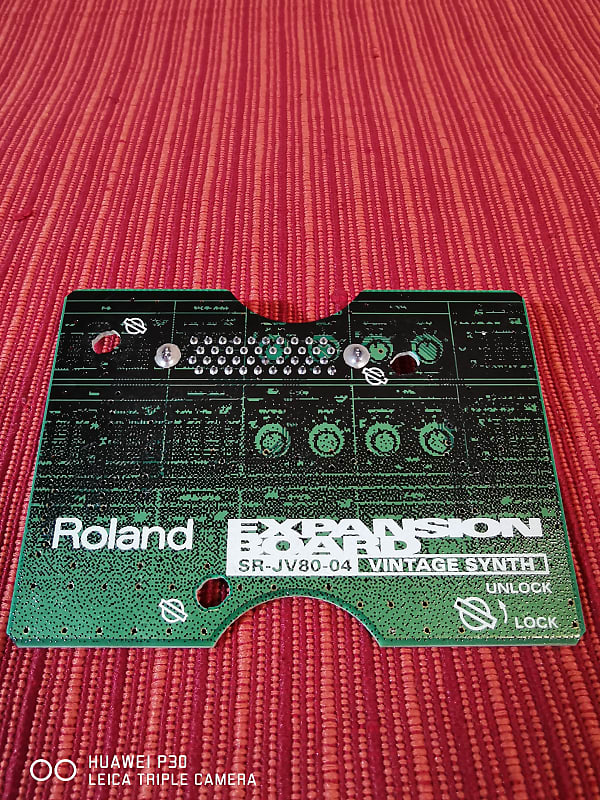 Roland
EXPANSION
BOARD
SR-JV80-04 VINTAGE SYNTH
UNLOCK
LOCK
HUAWEI P30
LEICA TRIPLE CAMERA